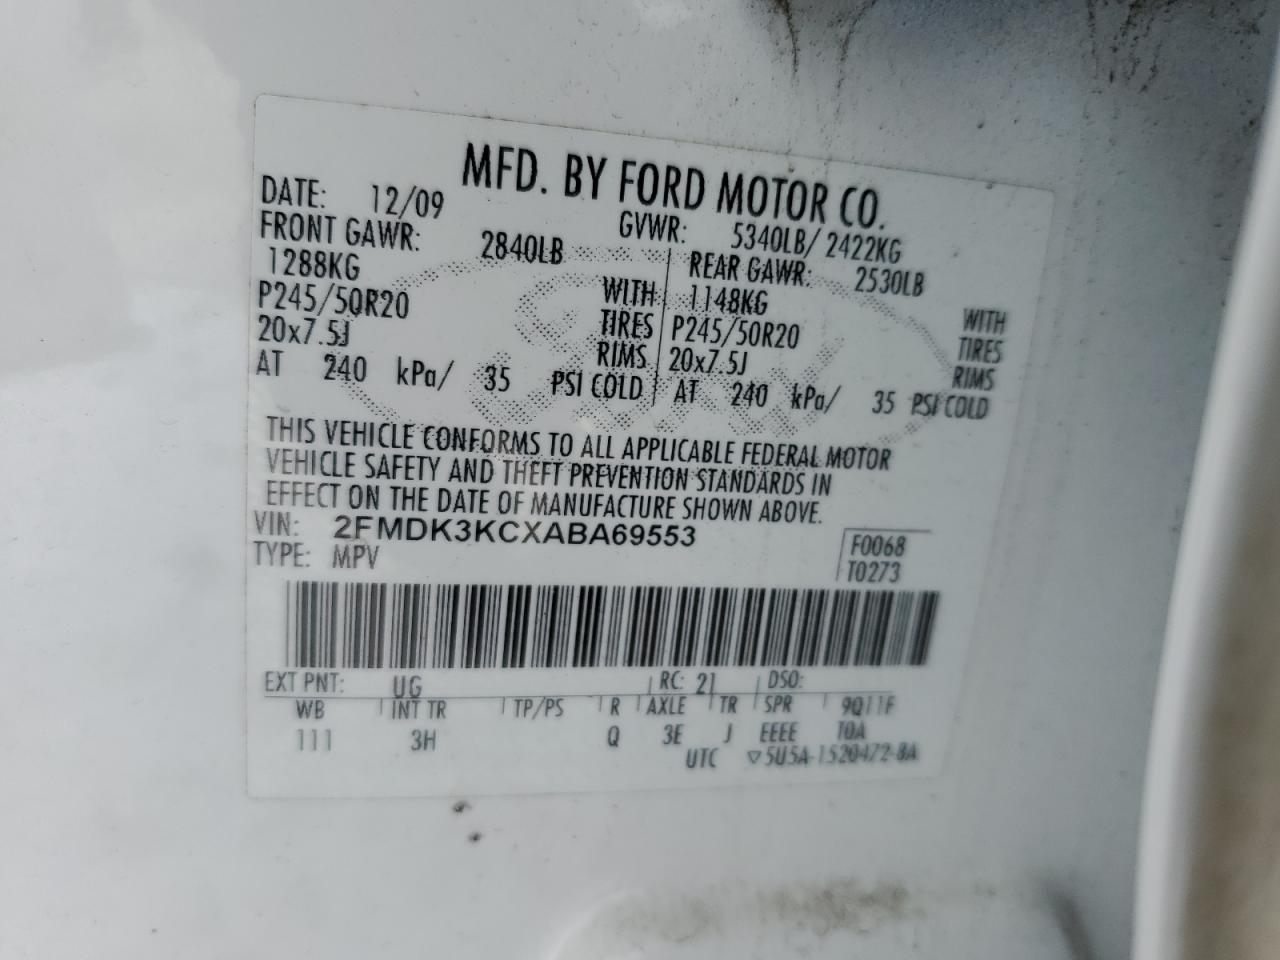 MFD. BY FORD MOTOR CO.
DATE: 12/09 GVWR: 5340LB/ 2422KG
FRONT GAWR: 2840LB REAR GAWR: 2530LB
1288KG WITH 1148KG WITH
P245/50R20 TIRES P245/50R20 TIRES
20x7.5J RIMS 20x7.5J RIMS
AT 240 kPa/ 35 PSI COLD AT 240 kPa/ 35 PSI COLD
THIS VEHICLE CONFORMS TO ALL APPLICABLE FEDERAL MOTOR
VEHICLE SAFETY AND THEFT PREVENTION STANDARDS IN
EFFECT ON THE DATE OF MANUFACTURE SHOWN ABOVE.
VIN: 2FMDK3KCXABA69553 F0068
TYPE: MPV T0273
EXT PNT: UG RC: 21 DSO:
WB INT TR TP/PS R AXLE TR SPR 9Q11F
111 3H Q 3E J EEEE T0A
UTC ▽5U5A-1520472-8A